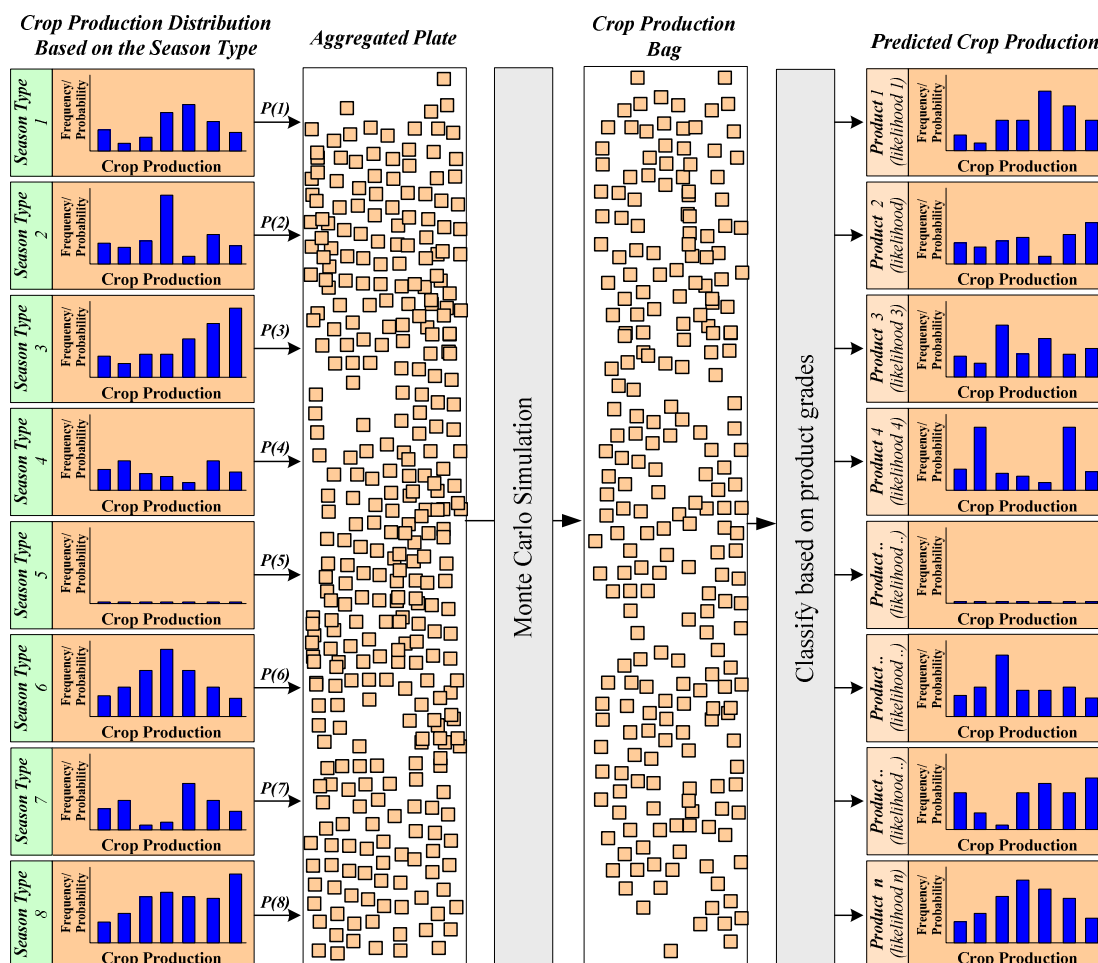 Crop Production Distribution
Based on the Season Type
Aggregated Plate
Crop Production
Bag
Predicted Crop Production
Season Type
1
Frequency/
Probability
Crop Production
P(1)
Season Type
2
Frequency/
Probability
Crop Production
P(2)
Season Type
3
Frequency/
Probability
Crop Production
P(3)
Season Type
4
Frequency/
Probability
Crop Production
P(4)
Season Type
5
Frequency/
Probability
Crop Production
P(5)
Season Type
6
Frequency/
Probability
Crop Production
P(6)
Season Type
7
Frequency/
Probability
Crop Production
P(7)
Season Type
8
Frequency/
Probability
Crop Production
P(8)
Monte Carlo Simulation
Classify based on product grades
Product 1
(likelihood 1)
Frequency/
Probability
Crop Production
Product 2
(likelihood)
Frequency/
Probability
Crop Production
Product 3
(likelihood 3)
Frequency/
Probability
Crop Production
Product 4
(likelihood 4)
Frequency/
Probability
Crop Production
Product ..
(likelihood ..)
Frequency/
Probability
Crop Production
Product ..
(likelihood ..)
Frequency/
Probability
Crop Production
Product ..
(likelihood ..)
Frequency/
Probability
Crop Production
Product n
(likelihood n)
Frequency/
Probability
Crop Production